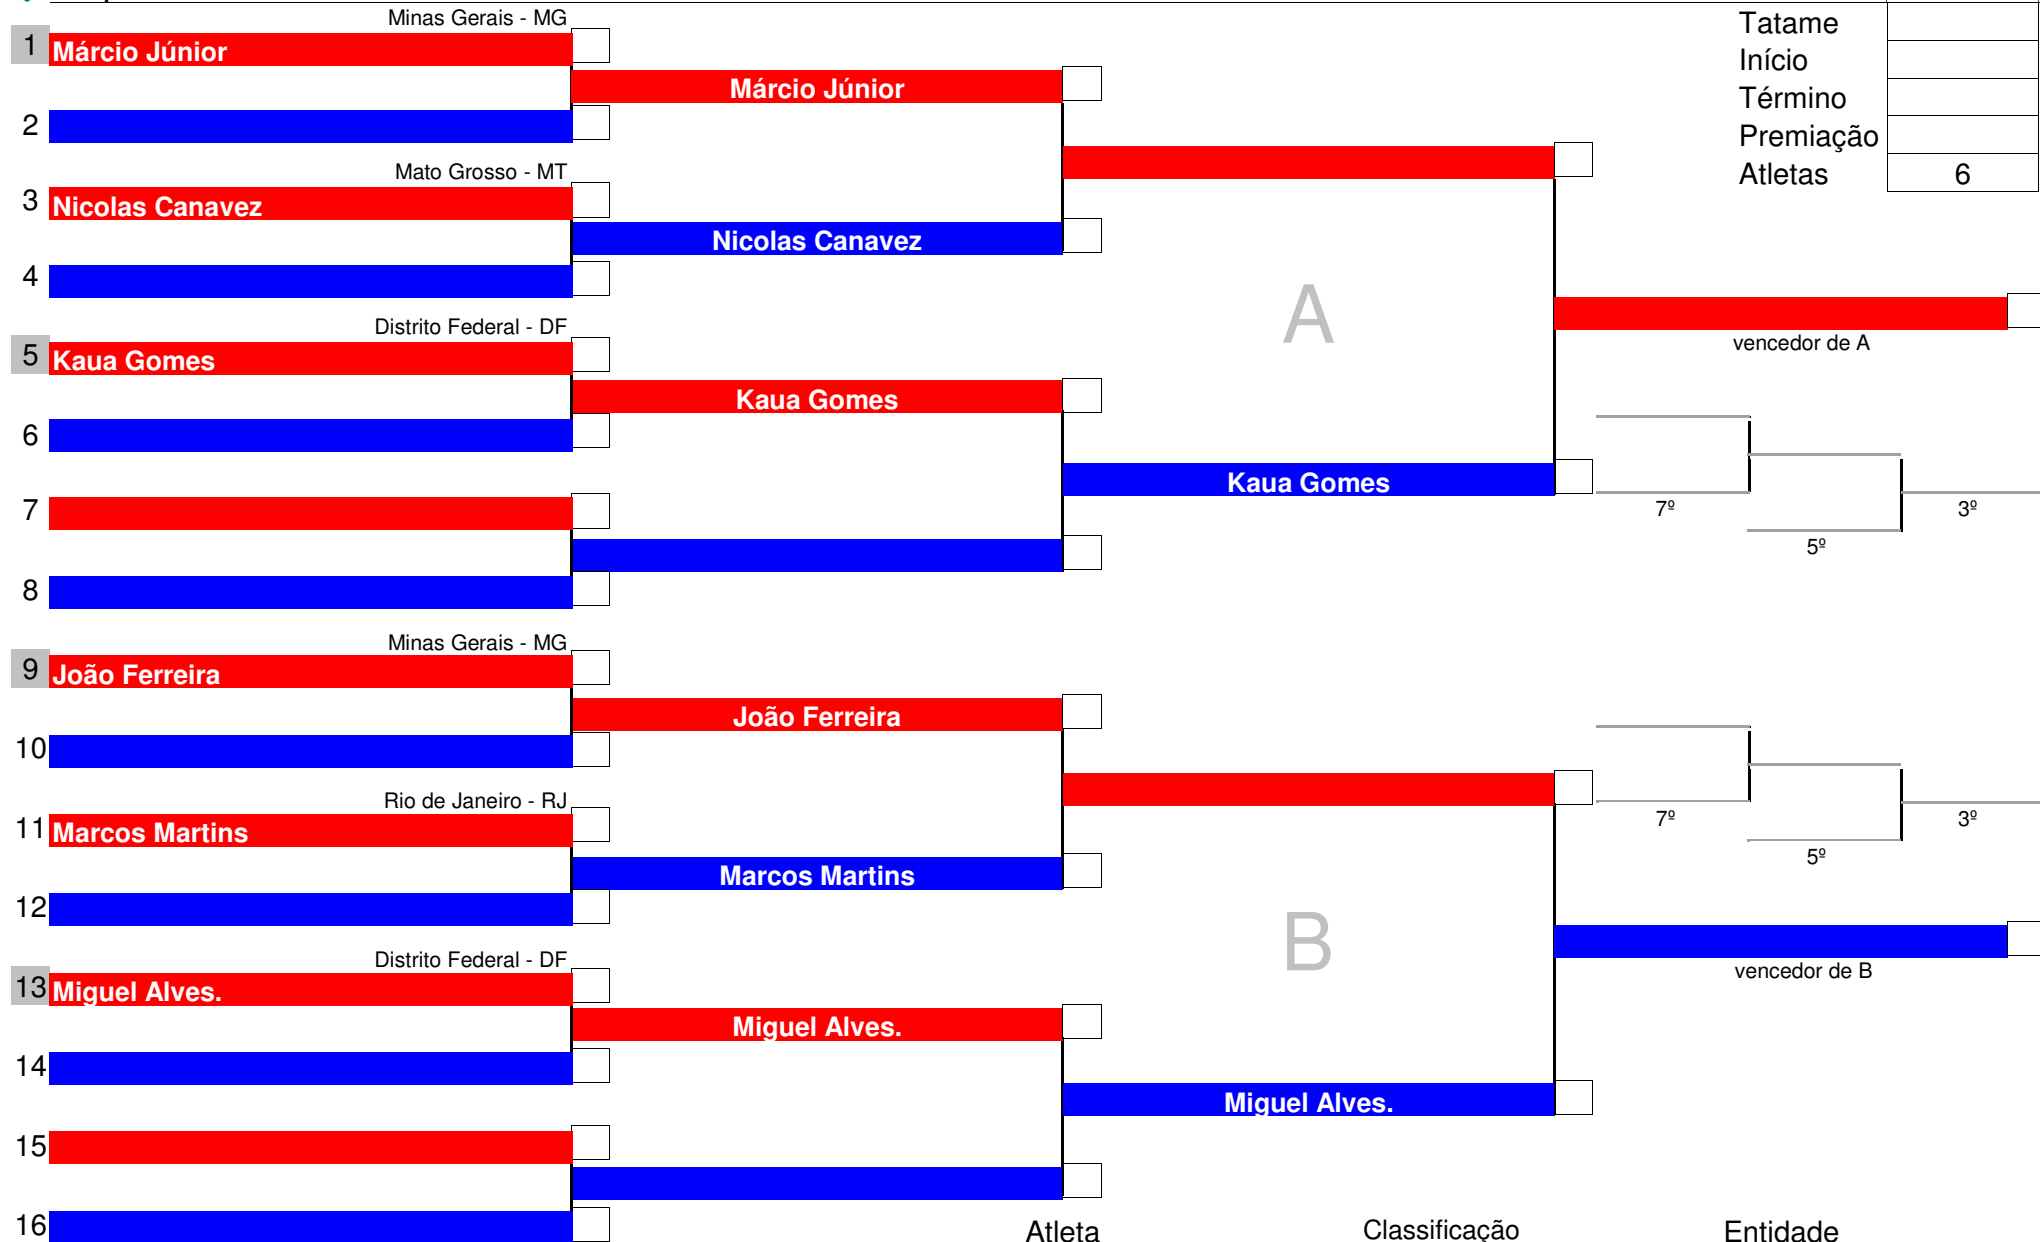 Minas Gerais - MG
1 Márcio Júnior
Márcio Júnior
2
Mato Grosso - MT
3 Nicolas Canavez
Nicolas Canavez
4
Distrito Federal - DF
5 Kaua Gomes
Kaua Gomes
6
Kaua Gomes
7
8
A
vencedor de A
7º
5º
3º
Minas Gerais - MG
9 João Ferreira
João Ferreira
10
Rio de Janeiro - RJ
11 Marcos Martins
Marcos Martins
12
Distrito Federal - DF
13 Miguel Alves.
Miguel Alves.
14
Miguel Alves.
15
16
B
vencedor de B
7º
5º
3º
Tatame
Início
Término
Premiação
Atletas 6
Atleta Classificação Entidade